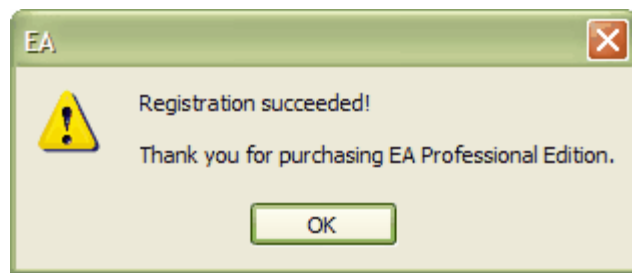 EA
Registration succeeded!
Thank you for purchasing EA Professional Edition.
OK